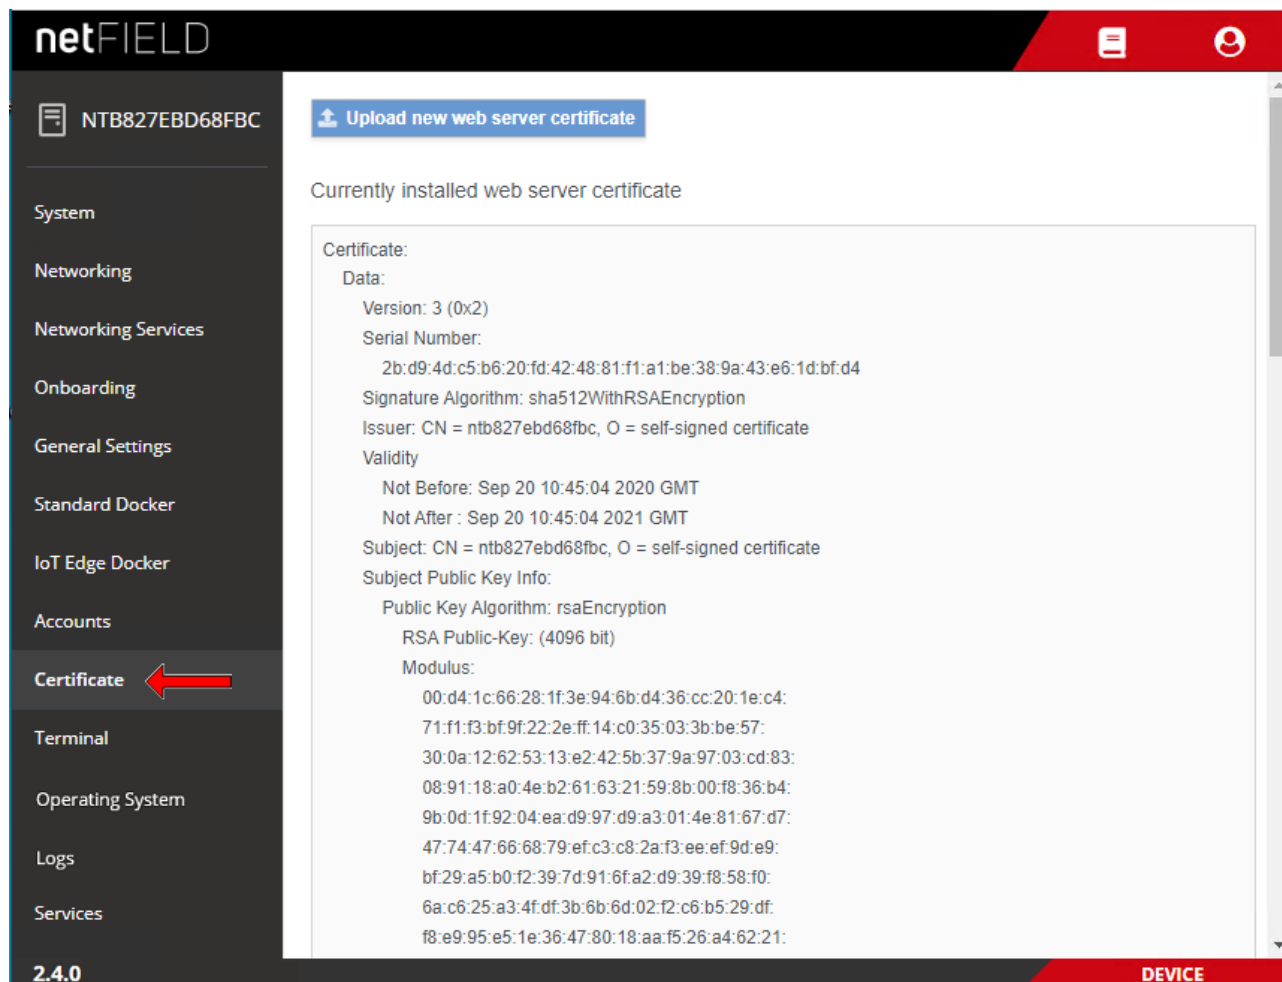 netFIELD
NTB827EBD68FBC
System
Networking
Networking Services
Onboarding
General Settings
Standard Docker
IoT Edge Docker
Accounts
Certificate
Terminal
Operating System
Logs
Services
2.4.0
Upload new web server certificate
Currently installed web server certificate
Certificate:
Data:
Version: 3 (0x2)
Serial Number:
2b:d9:4d:c5:b6:20:fd:42:48:81:f1:a1:be:38:9a:43:e6:1d:bf:d4
Signature Algorithm: sha512WithRSAEncryption
Issuer: CN = ntb827ebd68fbc, O = self-signed certificate
Validity
Not Before: Sep 20 10:45:04 2020 GMT
Not After : Sep 20 10:45:04 2021 GMT
Subject: CN = ntb827ebd68fbc, O = self-signed certificate
Subject Public Key Info:
Public Key Algorithm: rsaEncryption
RSA Public-Key: (4096 bit)
Modulus:
00:d4:1c:66:28:1f:3e:94:6b:d4:36:cc:20:1e:c4:
71:f1:f3:bf:9f:22:2e:ff:14:c0:35:03:3b:be:57:
30:0a:12:62:53:13:e2:42:5b:37:9a:97:03:cd:83:
08:91:18:a0:4e:b2:61:63:21:59:8b:00:f8:36:b4:
9b:0d:1f:92:04:ea:d9:97:d9:a3:01:4e:81:67:d7:
47:74:47:66:68:79:ef:c3:c8:2a:f3:ee:ef:9d:e9:
bf:29:a5:b0:f2:39:7d:91:6f:a2:d9:39:f8:58:f0:
6a:c6:25:a3:4f:df:3b:6b:6d:02:f2:c6:b5:29:df:
f8:e9:95:e5:1e:36:47:80:18:aa:f5:26:a4:62:21:
DEVICE